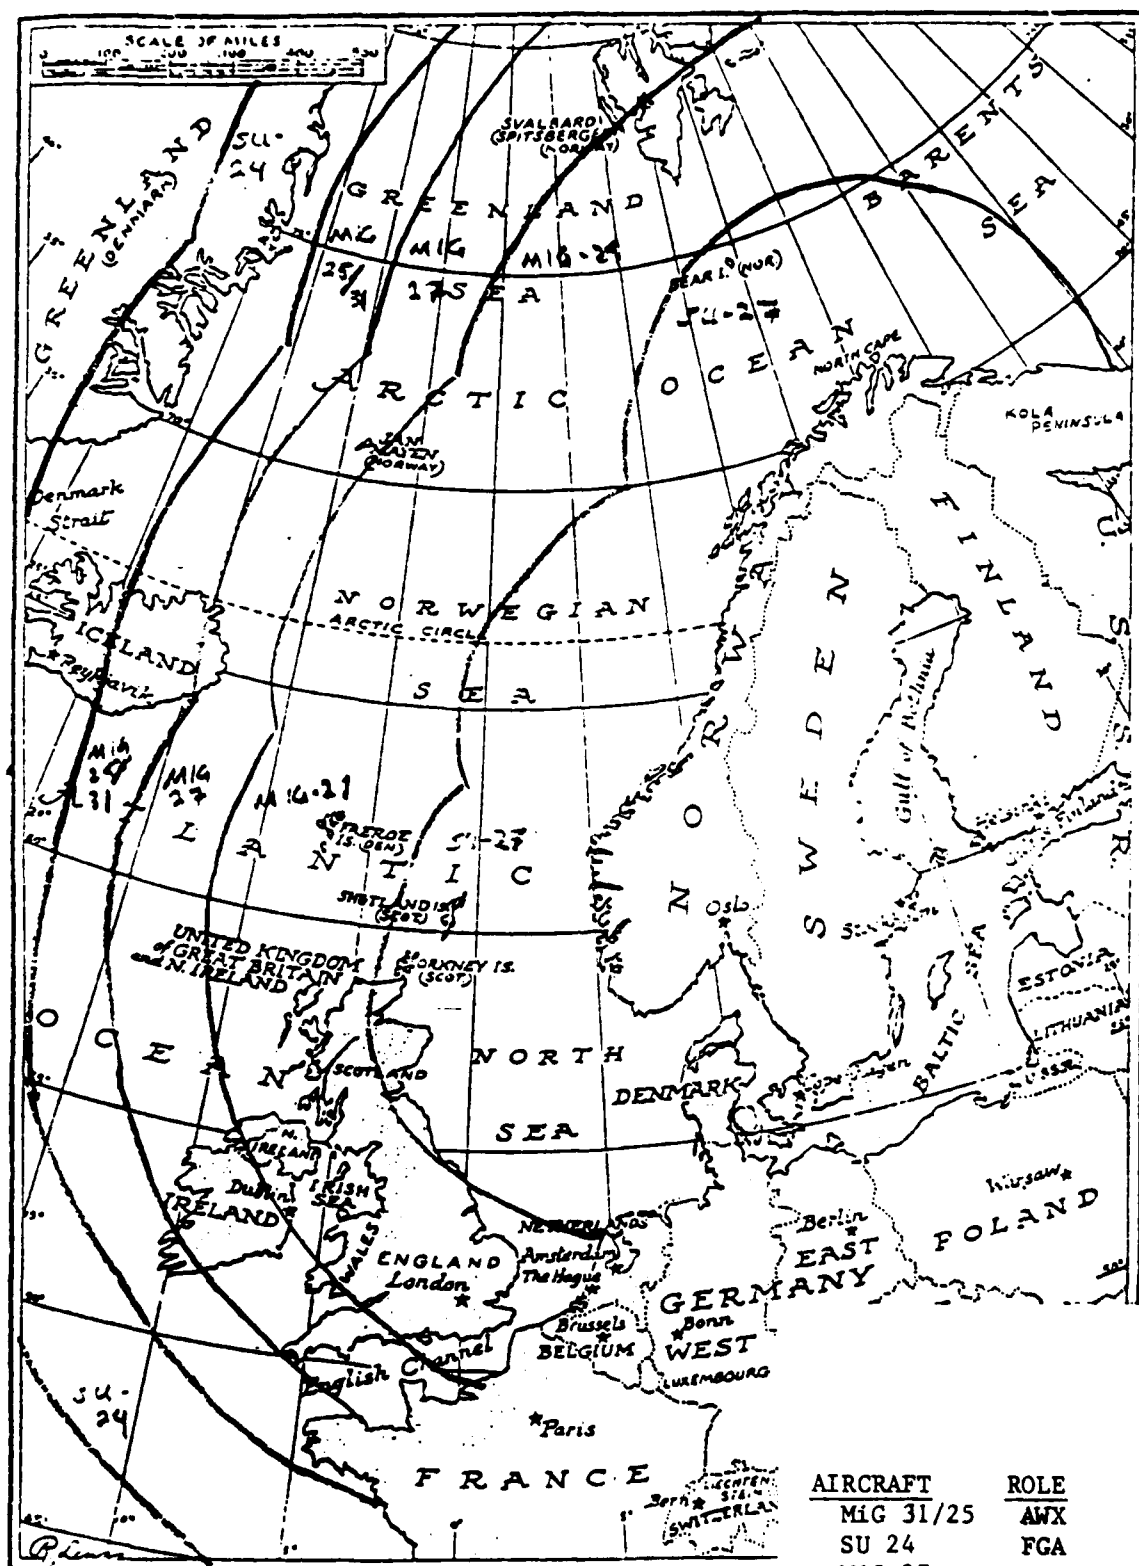 SCALE OF MILES
GREENLAND
(DENMARK)
SU-
24
SVALBARD
(SPITSBERGEN)
(NORWAY)
BARENTS
SEA
GREENLAND
SEA
MiG
25/
31
MIG
27
MIG-29
BEAR I. (NOR)
SU-27
ARCTIC OCEAN
NORTH CAPE
KOLA
PENINSULA
JAN
MAYEN
(NORWAY)
Denmark
Strait
NORWEGIAN
SEA
ARCTIC CIRCLE
ICELAND
Reykjavik
NORWAY
SWEDEN
FINLAND
U.S.S.R.
Gulf of Bothnia
MiG
25/
31
MIG
27
MIG-29
SU-27
FAEROE
IS. (DEN)
LANTIC
SHETLAND IS.
(SCOT)
ORKNEY IS.
(SCOT.)
UNITED KINGDOM
of GREAT BRITAIN
and N. IRELAND
OCEAN
SCOTLAND
NORTH
SEA
Oslo
DENMARK
BALTIC SEA
ESTONIA
LITHUANIA
U.S.S.R.
N.
IRELAND
Dublin
IRELAND
IRISH
SEA
WALES
ENGLAND
London
NETHERLANDS
Amsterdam
The Hague
Brussels
BELGIUM
Berlin
EAST
GERMANY
Bonn
WEST
LUXEMBOURG
Warsaw
POLAND
English Channel
SU-
24
Paris
FRANCE
Bern
LIECHTEN
STEIN
SWITZERLAN
AIRCRAFT ROLE
MiG 31/25 AWX
SU 24 FGA